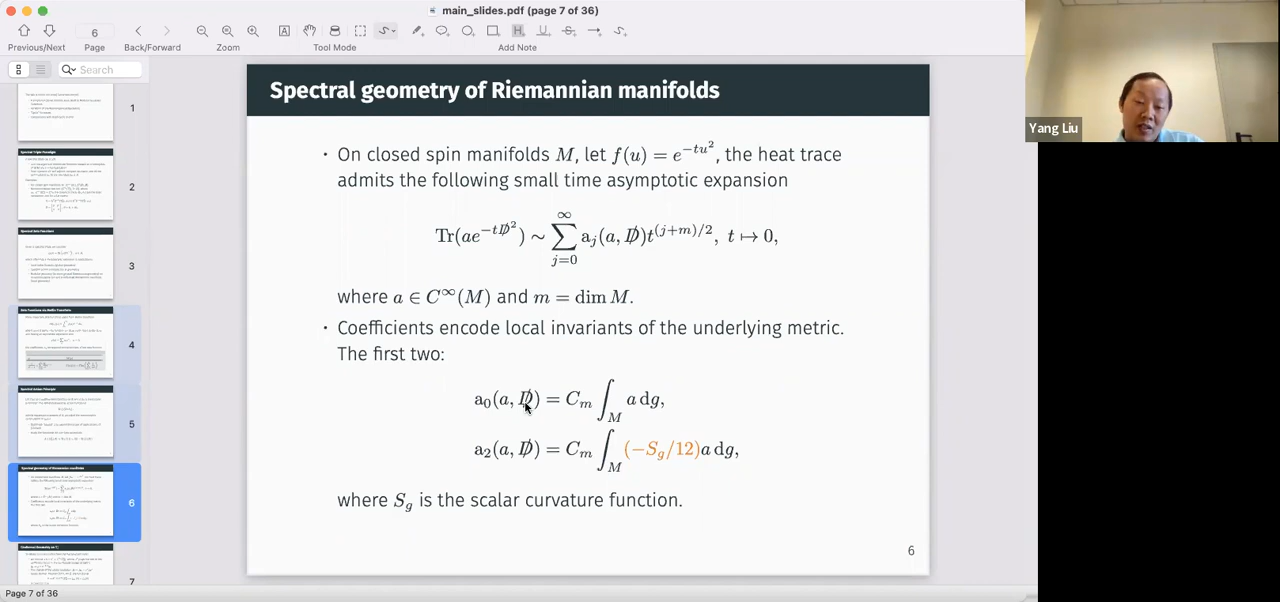 main_slides.pdf (page 7 of 36)
6
Previous/Next
Page
Back/Forward
Zoom
Tool Mode
Add Note
Search
1
2
3
4
5
6
7
Spectral geometry of Riemannian manifolds
· On closed spin manifolds M, let f(u) = e^{-tu^2}, the heat trace
admits the following small time asymptotic expansion
Tr(ae^{-tD̸^2}) ∼ ∑_{j=0}^{∞} a_j(a, D̸)t^{(j+m)/2}, t ↦ 0,
where a ∈ C^∞(M) and m = dim M.
· Coefficients encode local invariants of the underlying metric.
The first two:
a_0(a, D̸) = C_m ∫_M a dg,
a_2(a, D̸) = C_m ∫_M (−S_g/12)a dg,
where S_g is the scalar curvature function.
6
Page 7 of 36
Yang Liu